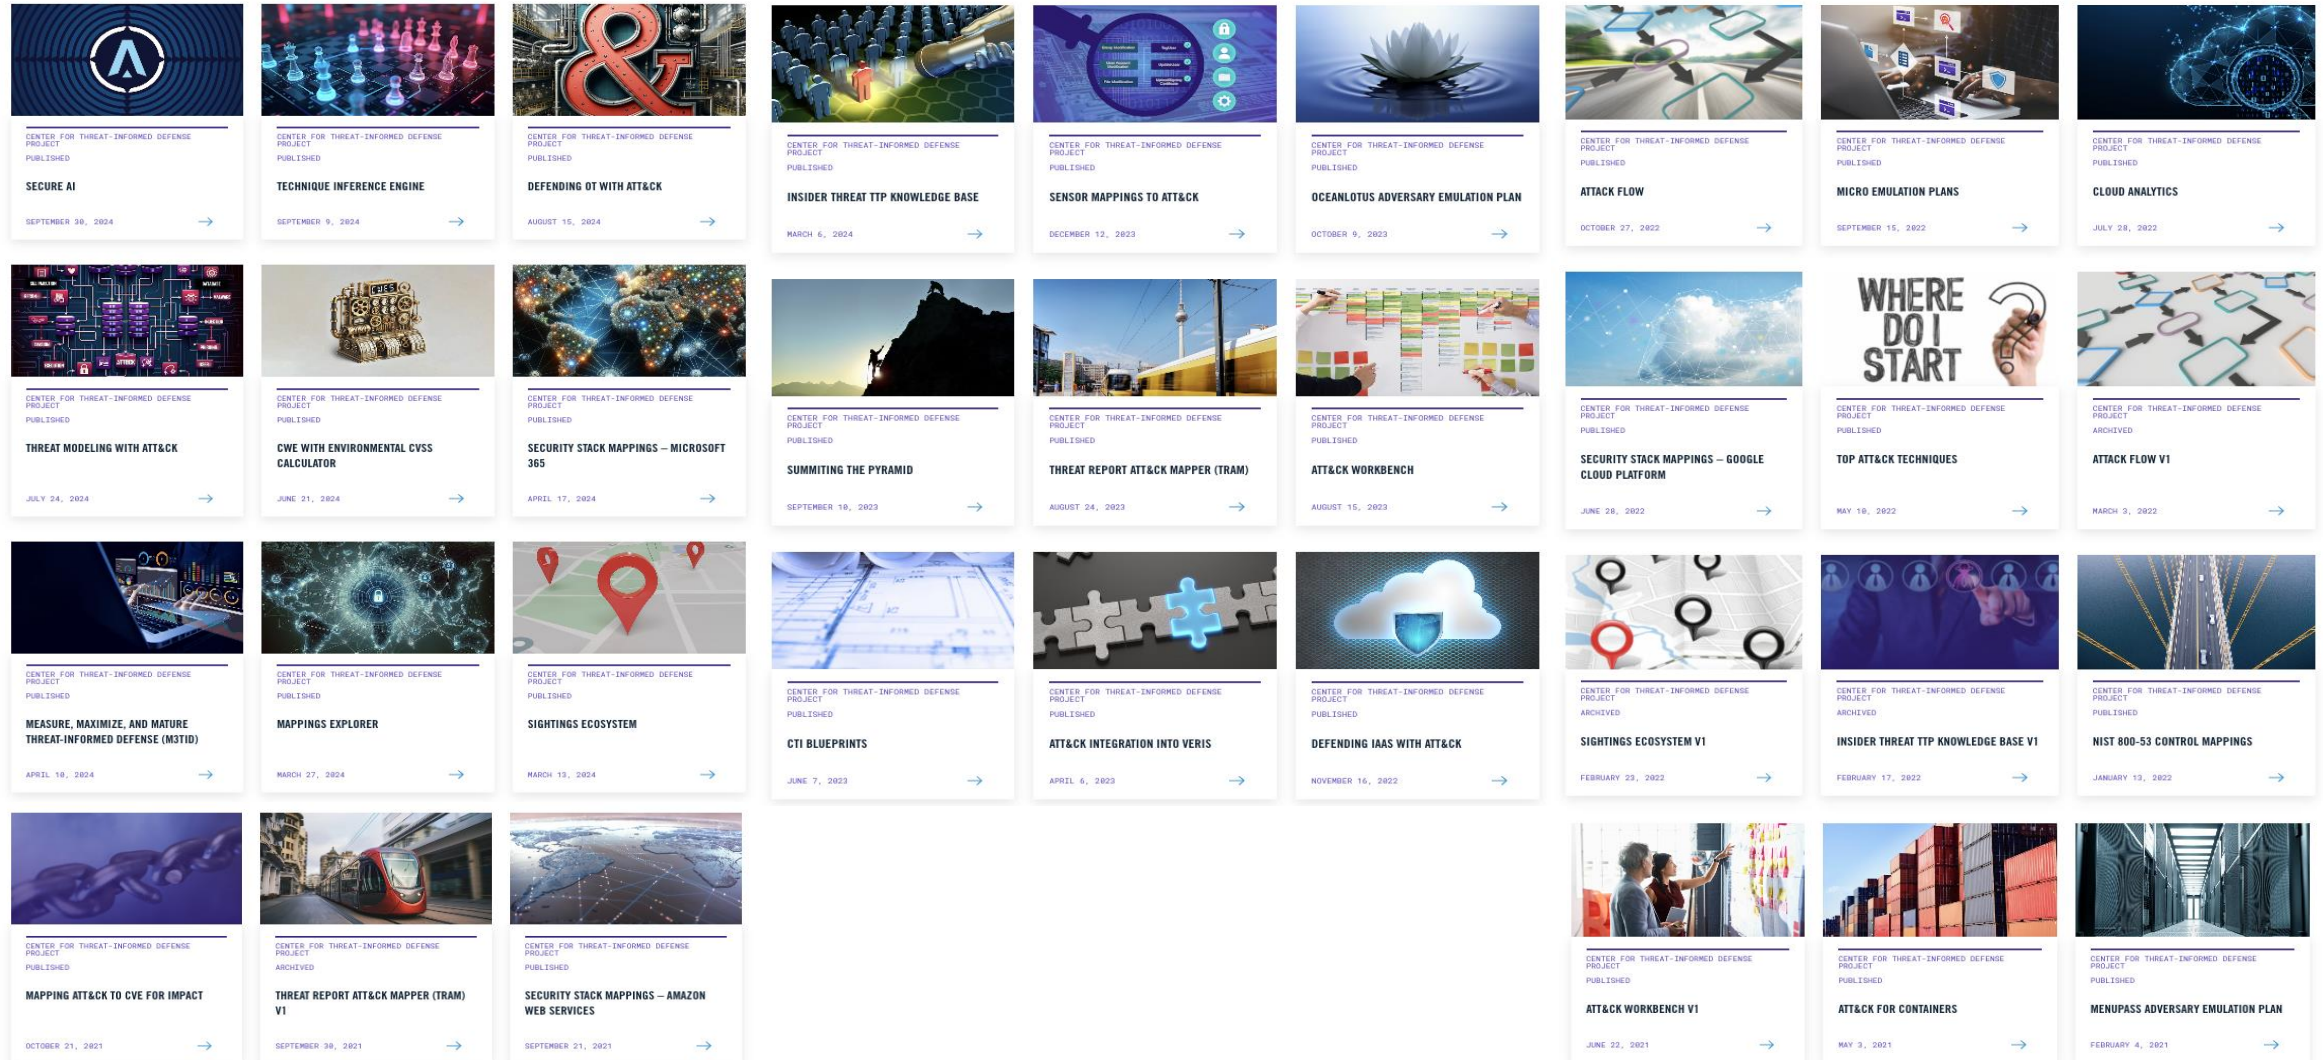 CENTER FOR THREAT-INFORMED DEFENSE
PROJECT
PUBLISHED
SECURE AI
SEPTEMBER 30, 2024
CENTER FOR THREAT-INFORMED DEFENSE
PROJECT
PUBLISHED
TECHNIQUE INFERENCE ENGINE
SEPTEMBER 9, 2024
CENTER FOR THREAT-INFORMED DEFENSE
PROJECT
PUBLISHED
DEFENDING OT WITH ATT&CK
AUGUST 15, 2024
CENTER FOR THREAT-INFORMED DEFENSE
PROJECT
PUBLISHED
INSIDER THREAT TTP KNOWLEDGE BASE
MARCH 6, 2024
CENTER FOR THREAT-INFORMED DEFENSE
PROJECT
PUBLISHED
SENSOR MAPPINGS TO ATT&CK
DECEMBER 12, 2023
CENTER FOR THREAT-INFORMED DEFENSE
PROJECT
PUBLISHED
OCEANLOTUS ADVERSARY EMULATION PLAN
OCTOBER 9, 2023
CENTER FOR THREAT-INFORMED DEFENSE
PROJECT
PUBLISHED
ATTACK FLOW
OCTOBER 27, 2022
CENTER FOR THREAT-INFORMED DEFENSE
PROJECT
PUBLISHED
MICRO EMULATION PLANS
SEPTEMBER 15, 2022
CENTER FOR THREAT-INFORMED DEFENSE
PROJECT
PUBLISHED
CLOUD ANALYTICS
JULY 28, 2022
CENTER FOR THREAT-INFORMED DEFENSE
PROJECT
PUBLISHED
THREAT MODELING WITH ATT&CK
JULY 24, 2024
CWES
CENTER FOR THREAT-INFORMED DEFENSE
PROJECT
PUBLISHED
CWE WITH ENVIRONMENTAL CVSS
CALCULATOR
JUNE 21, 2024
CENTER FOR THREAT-INFORMED DEFENSE
PROJECT
PUBLISHED
SECURITY STACK MAPPINGS – MICROSOFT
365
APRIL 17, 2024
CENTER FOR THREAT-INFORMED DEFENSE
PROJECT
PUBLISHED
SUMMITING THE PYRAMID
SEPTEMBER 10, 2023
CENTER FOR THREAT-INFORMED DEFENSE
PROJECT
PUBLISHED
THREAT REPORT ATT&CK MAPPER (TRAM)
AUGUST 24, 2023
CENTER FOR THREAT-INFORMED DEFENSE
PROJECT
PUBLISHED
ATT&CK WORKBENCH
AUGUST 15, 2023
CENTER FOR THREAT-INFORMED DEFENSE
PROJECT
PUBLISHED
SECURITY STACK MAPPINGS – GOOGLE
CLOUD PLATFORM
JUNE 28, 2022
WHERE
DO I
START
?
CENTER FOR THREAT-INFORMED DEFENSE
PROJECT
PUBLISHED
TOP ATT&CK TECHNIQUES
MAY 10, 2022
CENTER FOR THREAT-INFORMED DEFENSE
PROJECT
ARCHIVED
ATTACK FLOW V1
MARCH 3, 2022
CENTER FOR THREAT-INFORMED DEFENSE
PROJECT
PUBLISHED
MEASURE, MAXIMIZE, AND MATURE
THREAT-INFORMED DEFENSE (M3TID)
APRIL 10, 2024
CENTER FOR THREAT-INFORMED DEFENSE
PROJECT
PUBLISHED
MAPPINGS EXPLORER
MARCH 27, 2024
CENTER FOR THREAT-INFORMED DEFENSE
PROJECT
PUBLISHED
SIGHTINGS ECOSYSTEM
MARCH 13, 2024
CENTER FOR THREAT-INFORMED DEFENSE
PROJECT
PUBLISHED
CTI BLUEPRINTS
JUNE 7, 2023
CENTER FOR THREAT-INFORMED DEFENSE
PROJECT
PUBLISHED
ATT&CK INTEGRATION INTO VERIS
APRIL 6, 2023
CENTER FOR THREAT-INFORMED DEFENSE
PROJECT
PUBLISHED
DEFENDING IAAS WITH ATT&CK
NOVEMBER 16, 2022
CENTER FOR THREAT-INFORMED DEFENSE
PROJECT
ARCHIVED
SIGHTINGS ECOSYSTEM V1
FEBRUARY 23, 2022
CENTER FOR THREAT-INFORMED DEFENSE
PROJECT
ARCHIVED
INSIDER THREAT TTP KNOWLEDGE BASE V1
FEBRUARY 17, 2022
CENTER FOR THREAT-INFORMED DEFENSE
PROJECT
PUBLISHED
NIST 800-53 CONTROL MAPPINGS
JANUARY 13, 2022
CENTER FOR THREAT-INFORMED DEFENSE
PROJECT
PUBLISHED
MAPPING ATT&CK TO CVE FOR IMPACT
OCTOBER 21, 2021
CENTER FOR THREAT-INFORMED DEFENSE
PROJECT
ARCHIVED
THREAT REPORT ATT&CK MAPPER (TRAM)
V1
SEPTEMBER 30, 2021
CENTER FOR THREAT-INFORMED DEFENSE
PROJECT
PUBLISHED
SECURITY STACK MAPPINGS – AMAZON
WEB SERVICES
SEPTEMBER 21, 2021
CENTER FOR THREAT-INFORMED DEFENSE
PROJECT
PUBLISHED
ATT&CK WORKBENCH V1
JUNE 22, 2021
CENTER FOR THREAT-INFORMED DEFENSE
PROJECT
PUBLISHED
ATT&CK FOR CONTAINERS
MAY 3, 2021
CENTER FOR THREAT-INFORMED DEFENSE
PROJECT
PUBLISHED
MENUPASS ADVERSARY EMULATION PLAN
FEBRUARY 4, 2021